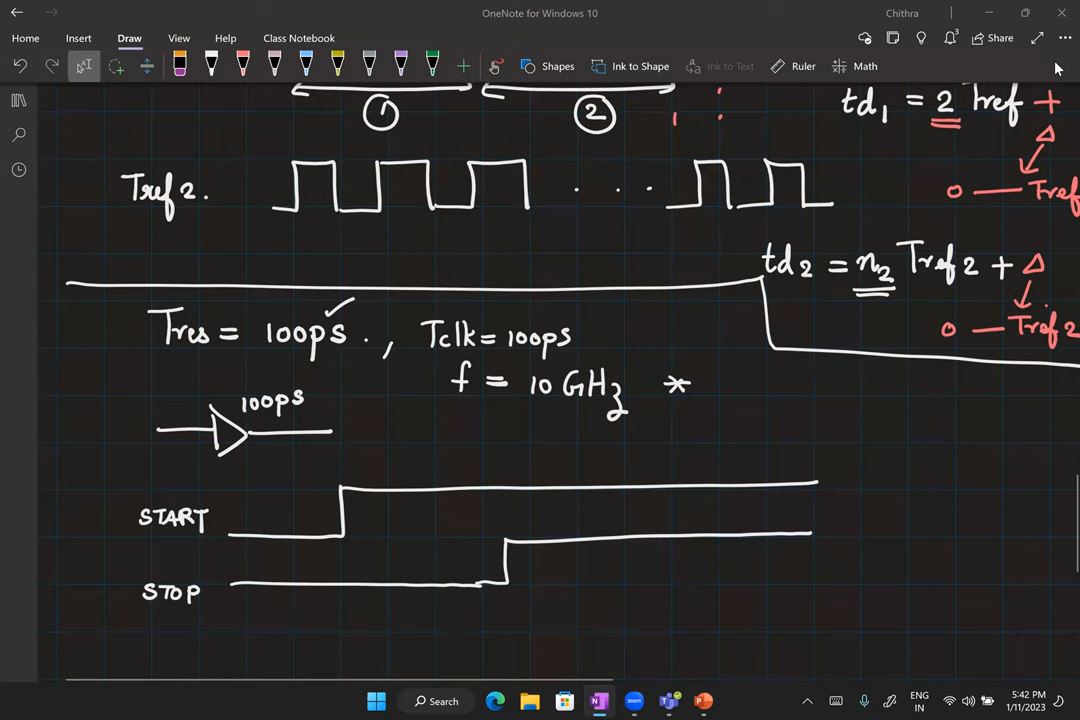 OneNote for Windows 10
Chithra
Home Insert Draw View Help Class Notebook
Share
Shapes Ink to Shape Ink to Text Ruler Math
1 2
td1 = 2 Tref + Δ
0 — Tref
Tref 2.
td2 = n2 Tref 2 + Δ
0 — Tref 2
Tres = 100ps ✓. , Tclk = 100ps
f = 10 GHz *
100ps
START
STOP
Search
ENG
IN
5:42 PM
1/11/2023